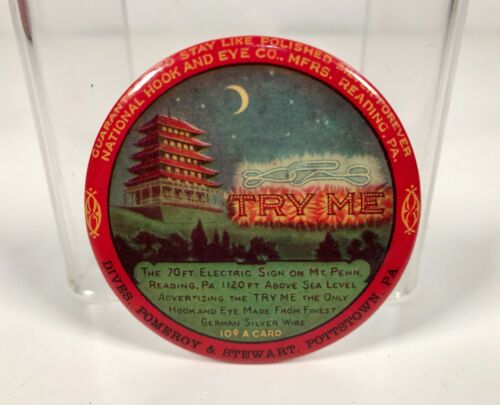 GUARANTEED TO STAY LIKE POLISHED SILVER FOREVER
NATIONAL HOOK AND EYE CO., MFRS. READING, PA.
TRY ME
THE 70 FT ELECTRIC SIGN ON MT. PENN,
READING, PA. 1120 FT ABOVE SEA LEVEL
ADVERTISING THE TRY ME THE ONLY
HOOK AND EYE MADE FROM FINEST
GERMAN SILVER WIRE
10¢ A CARD
DIVES, POMEROY & STEWART, POTTSTOWN, PA.